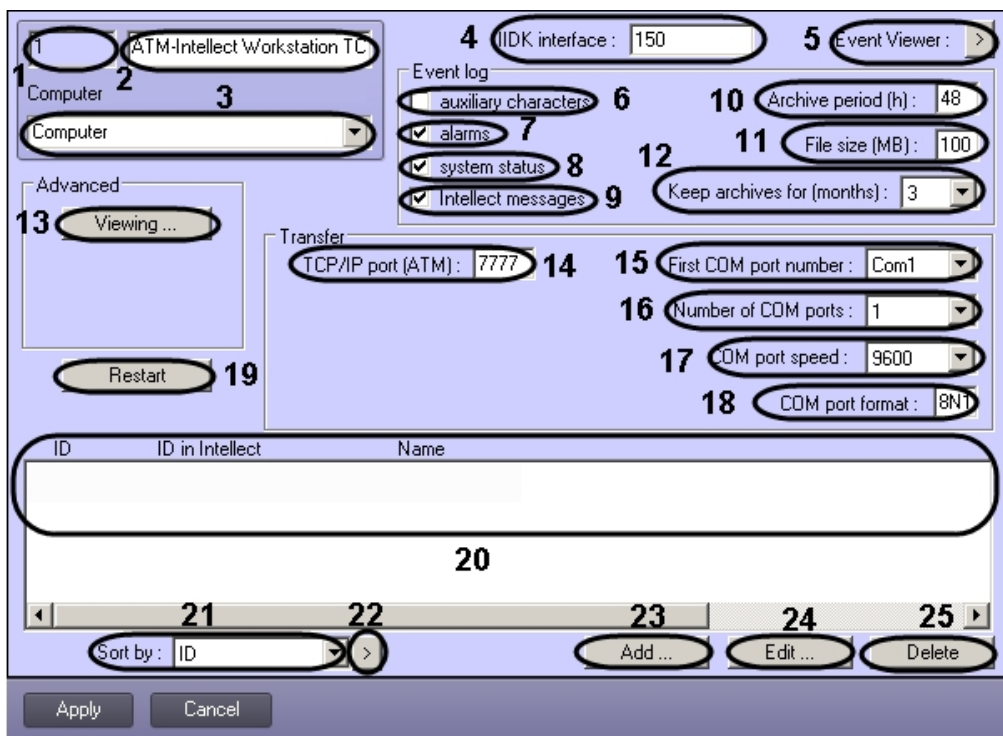 1 ATM-Intellect Workstation TC 4 IIDK interface : 150 5 Event Viewer : >
1 2
Computer 3
Computer
Event log
auxiliary characters 6
alarms 7
system status 8
Intellect messages 9
10 Archive period (h) : 48
11 File size (MB) : 100
12
Keep archives for (months) : 3
Advanced
13 Viewing ...
Transfer
TCP/IP port (ATM) : 7777 14
15 First COM port number : Com1
16 Number of COM ports : 1
17 COM port speed : 9600
18 COM port format : 8N1
Restart 19
ID ID in Intellect Name
20
21 22 23 24 25
Sort by : ID > Add ... Edit ... Delete
Apply Cancel